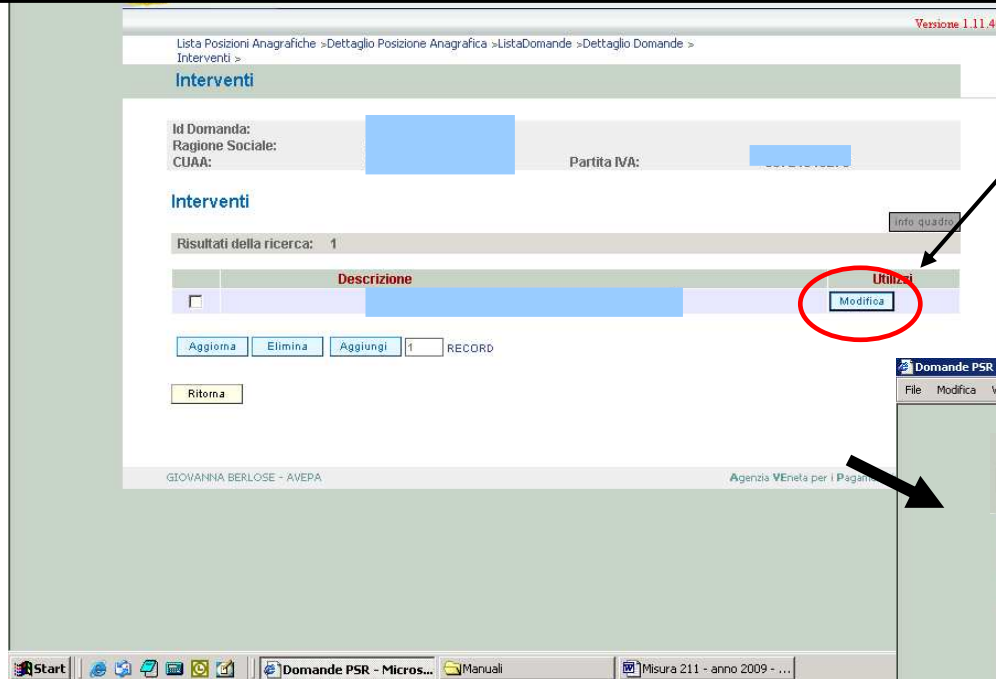 Versione 1.11.4
Lista Posizioni Anagrafiche >Dettaglio Posizione Anagrafica >ListaDomande >Dettaglio Domande >
Interventi >
Interventi
Id Domanda:
Ragione Sociale:
CUAA: Partita IVA:
Interventi
info quadro
Risultati della ricerca: 1
Descrizione Utilizzi
Modifica
Aggiorna Elimina Aggiungi 1 RECORD
Ritorna
Domande PSR
File Modifica V
GIOVANNA BERLOSE - AVEPA Agenzia VEneta per i Pagam
Start Domande PSR - Micros... Manuali Misura 211 - anno 2009 - ...